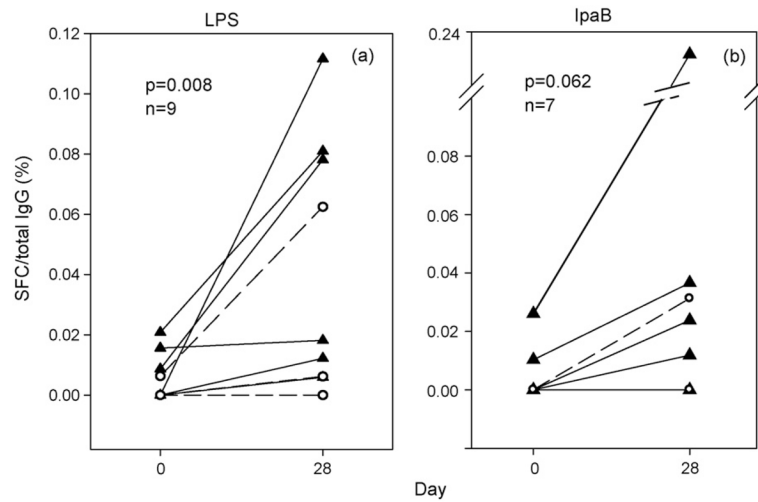 LPS
IpaB
0.12
0.10
0.08
0.06
0.04
0.02
0.00
SFC/total IgG (%)
(a)
p=0.008
n=9
0
28
0.24
0.08
0.06
0.04
0.02
0.00
(b)
p=0.062
n=7
0
28
Day